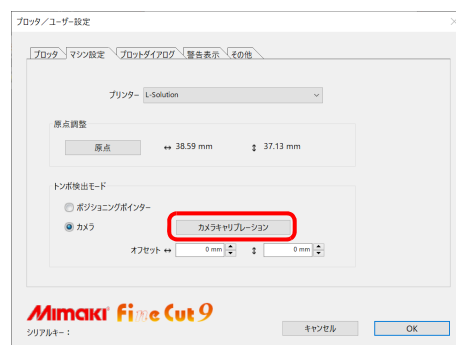 プロッタ／ユーザー設定
プロッタ マシン設定 プロットダイアログ 警告表示 その他
プリンター L-Solution
原点調整
原点 ↔ 38.59 mm ↕ 37.13 mm
トンボ検出モード
ポジショニングポインター
カメラ カメラキャリブレーション
オフセット ↔ 0 mm ↕ 0 mm
Mimaki Fine Cut 9
シリアルキー：
キャンセル OK